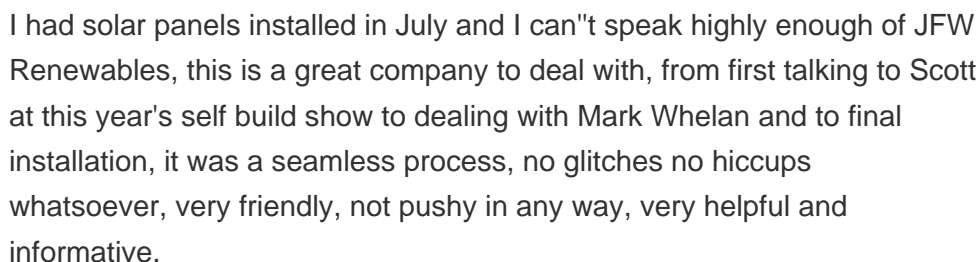 I had solar panels installed in July and I can"t speak highly enough of JFW
Renewables, this is a great company to deal with, from first talking to Scott
at this year's self build show to dealing with Mark Whelan and to final
installation, it was a seamless process, no glitches no hiccups
whatsoever, very friendly, not pushy in any way, very helpful and
informative.